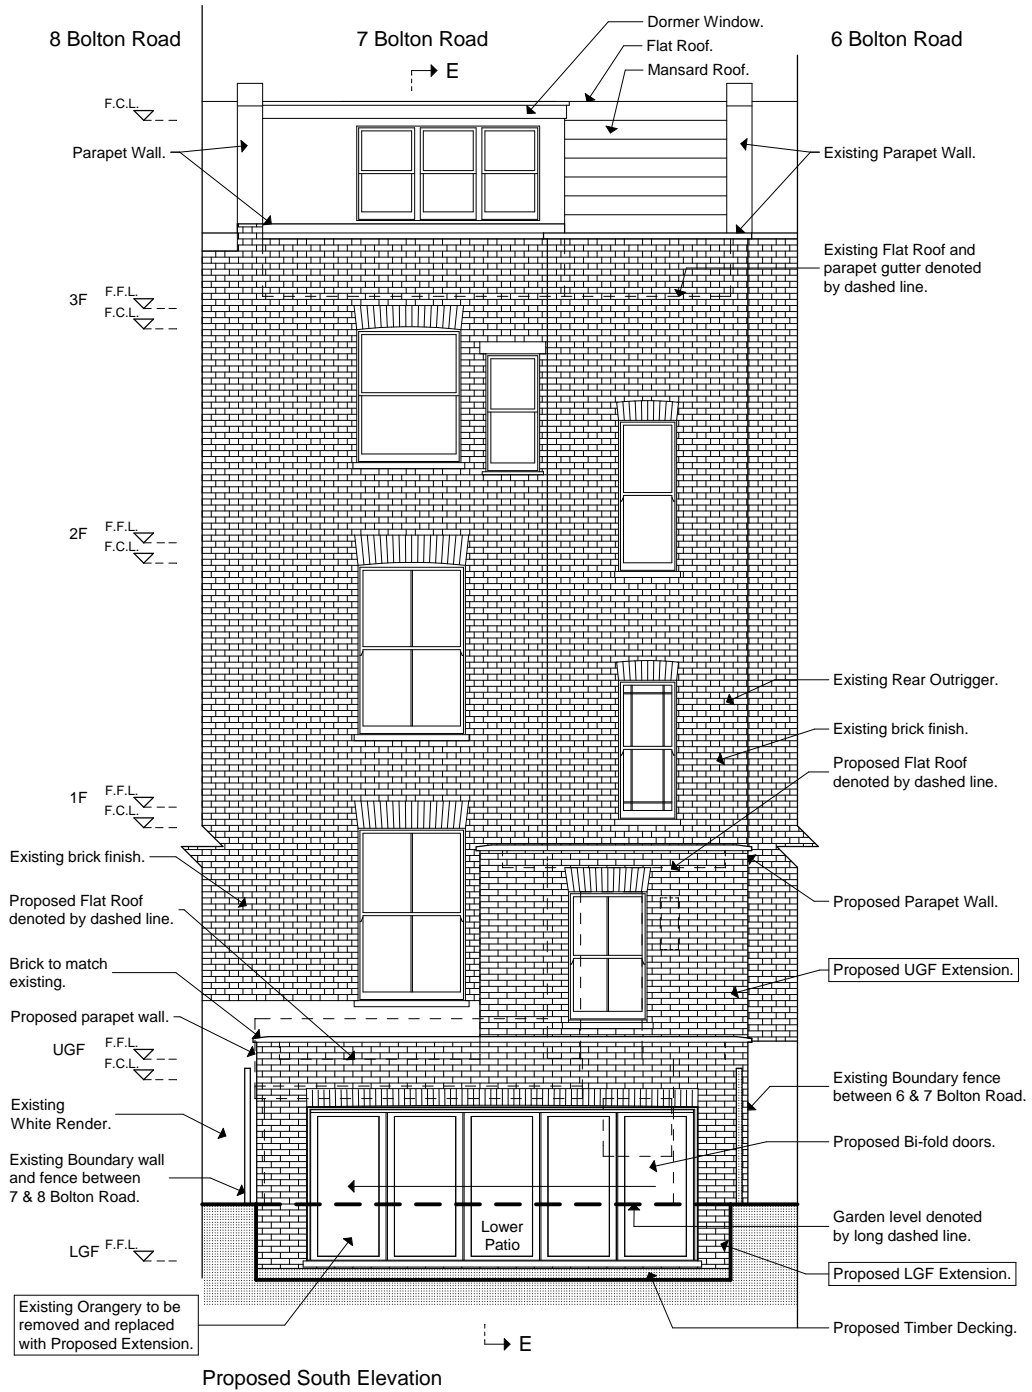 8 Bolton Road
7 Bolton Road
6 Bolton Road
Dormer Window.
Flat Roof.
Mansard Roof.
E
F.C.L.
Parapet Wall.
Existing Parapet Wall.
Existing Flat Roof and
parapet gutter denoted
by dashed line.
3F
F.F.L.
F.C.L.
2F
F.F.L.
F.C.L.
Existing Rear Outrigger.
Existing brick finish.
Proposed Flat Roof
denoted by dashed line.
1F
F.F.L.
F.C.L.
Existing brick finish.
Proposed Flat Roof
denoted by dashed line.
Proposed Parapet Wall.
Brick to match
existing.
Proposed UGF Extension.
Proposed parapet wall.
UGF
F.F.L.
F.C.L.
Existing Boundary fence
between 6 & 7 Bolton Road.
Existing
White Render.
Proposed Bi-fold doors.
Existing Boundary wall
and fence between
7 & 8 Bolton Road.
Lower
Patio
Garden level denoted
by long dashed line.
LGF
F.F.L.
Proposed LGF Extension.
Existing Orangery to be
removed and replaced
with Proposed Extension.
Proposed Timber Decking.
E
Proposed South Elevation